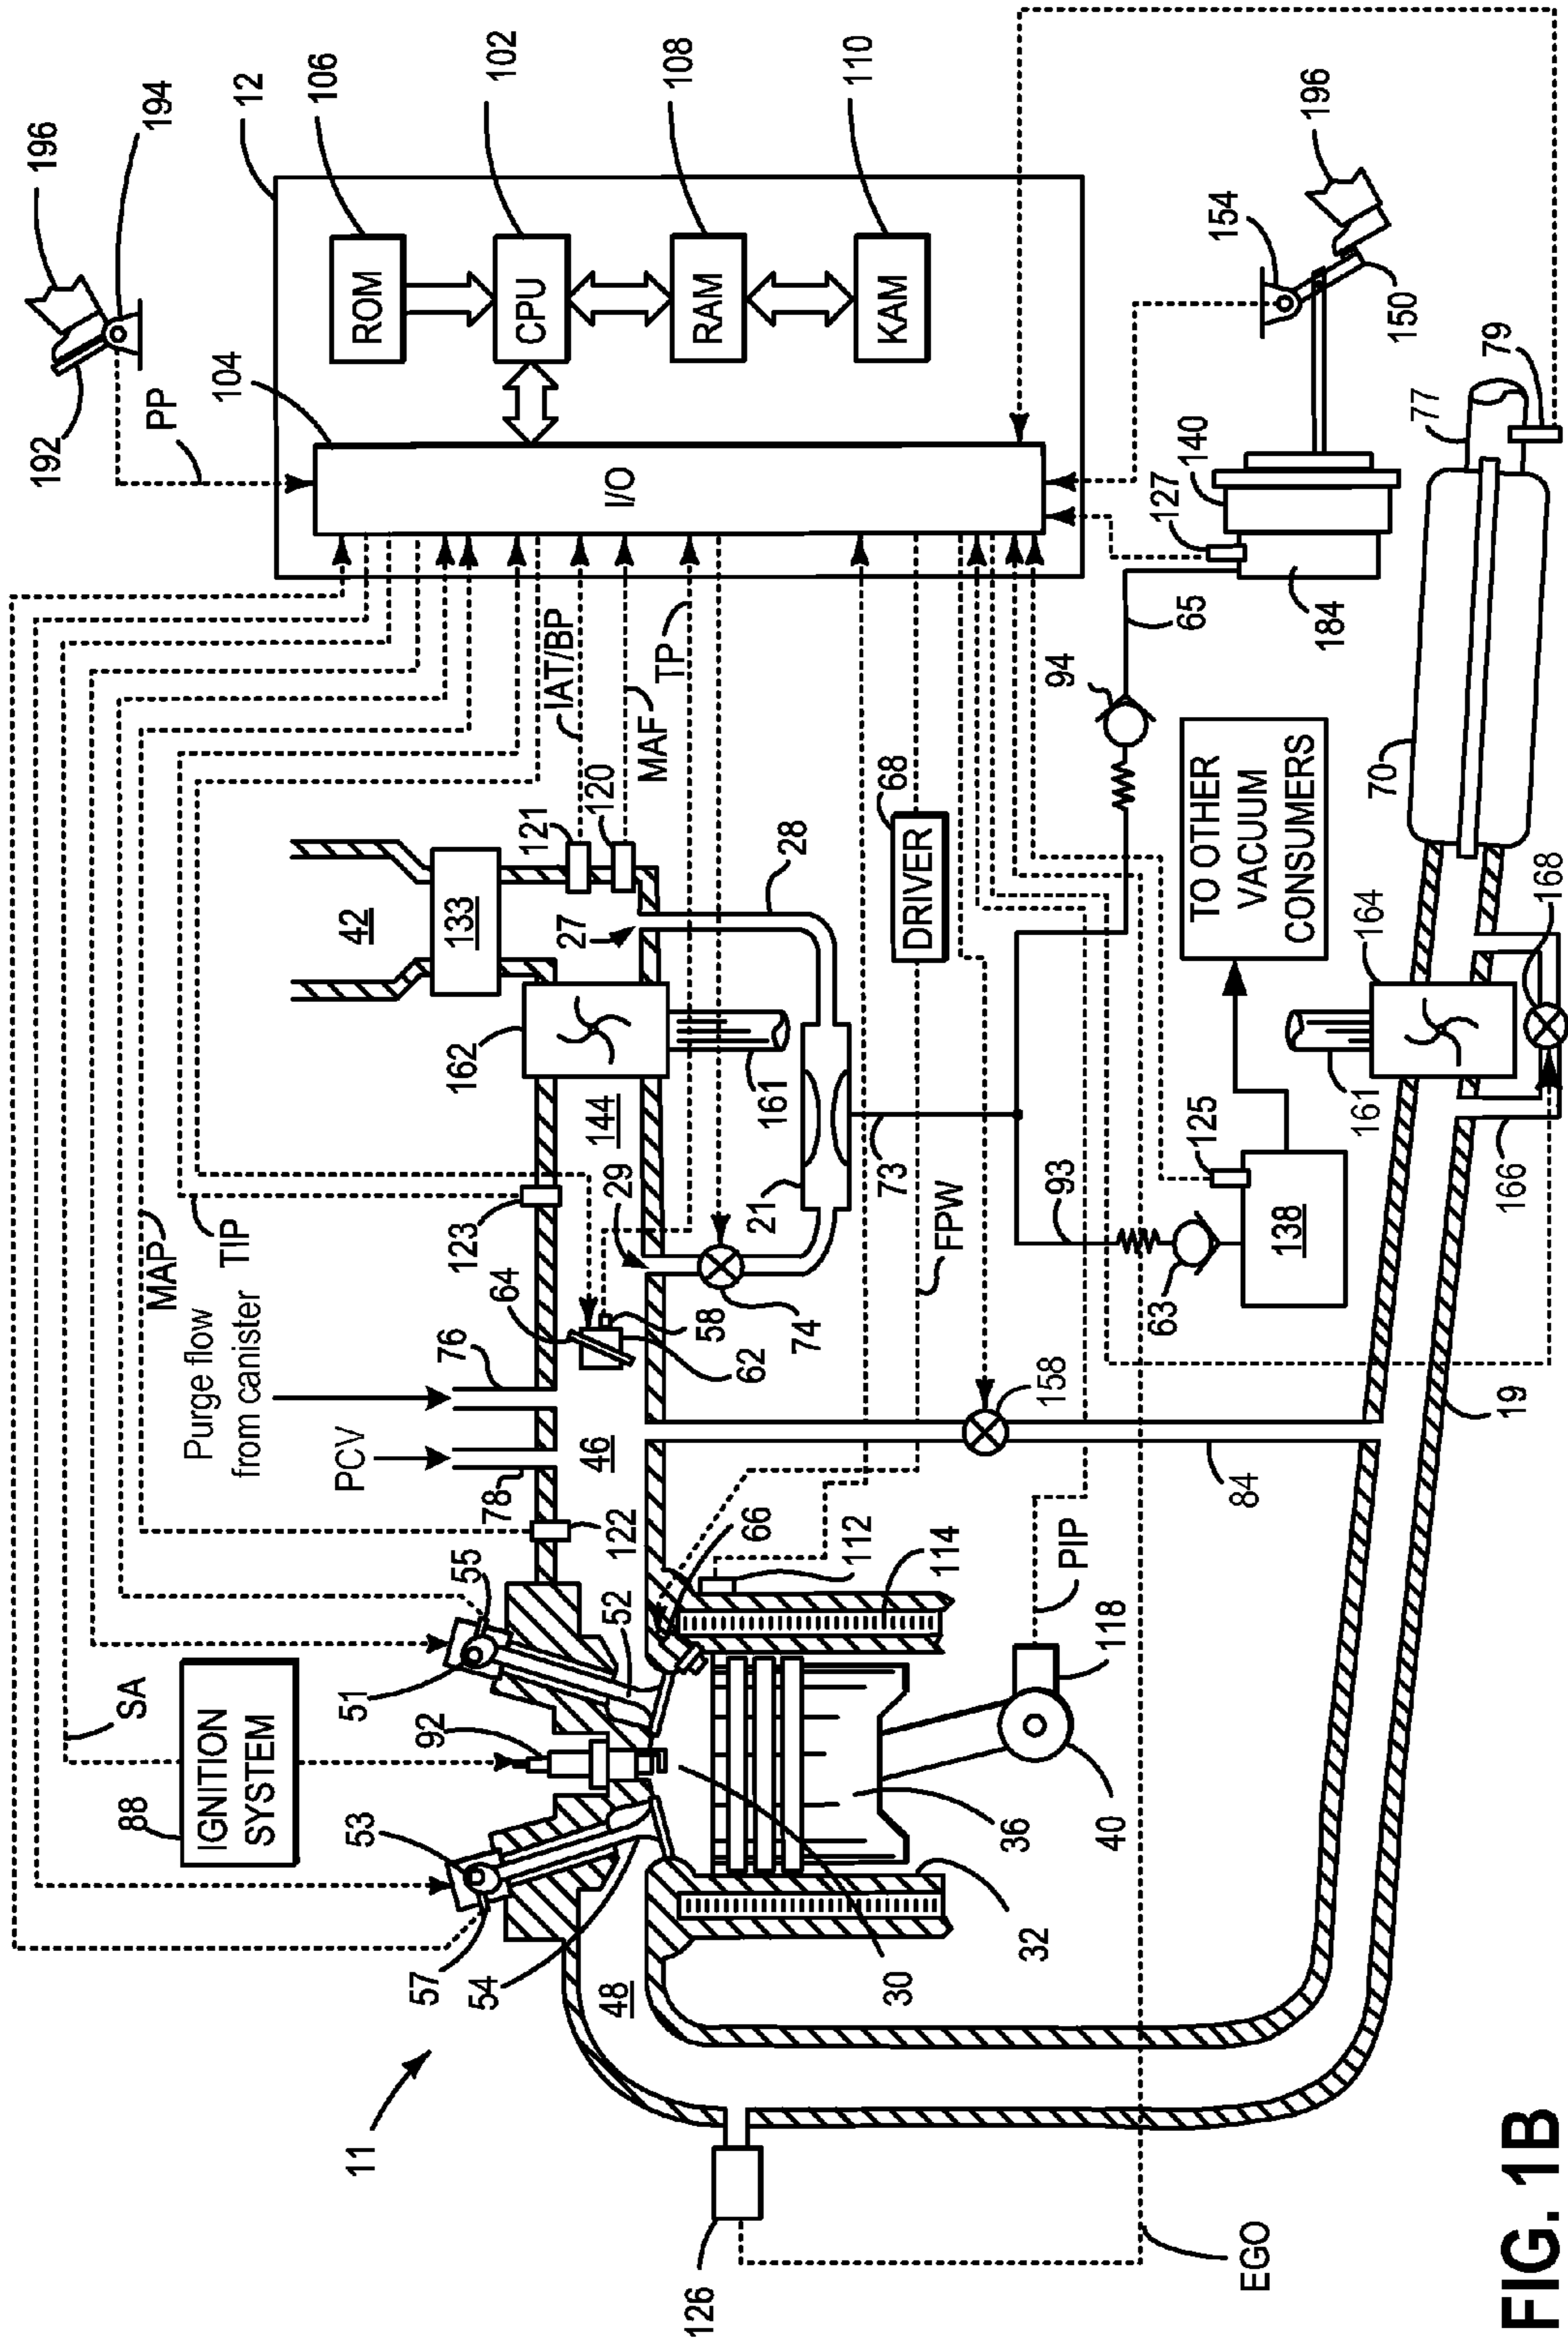 196
192
194
PP
12
106
102
108
110
104
ROM
CPU
RAM
KAM
I/O
SA
MAP
TIP
Purge flow
from canister
PCV
88
IGNITION
SYSTEM
53
92
51
55
57
54
52
78
76
122
123
64
162
42
133
121
120
27
29
IAT/BP
MAF
TP
11
48
46
144
58
62
74
21
161
28
66
112
114
68
DRIVER
73
FPW
126
30
32
36
40
118
PIP
158
84
93
63
94
65
125
138
TO OTHER
VACUUM
CONSUMERS
127
140
184
154
196
150
EGO
19
161
164
166
168
70
77
79
FIG. 1B